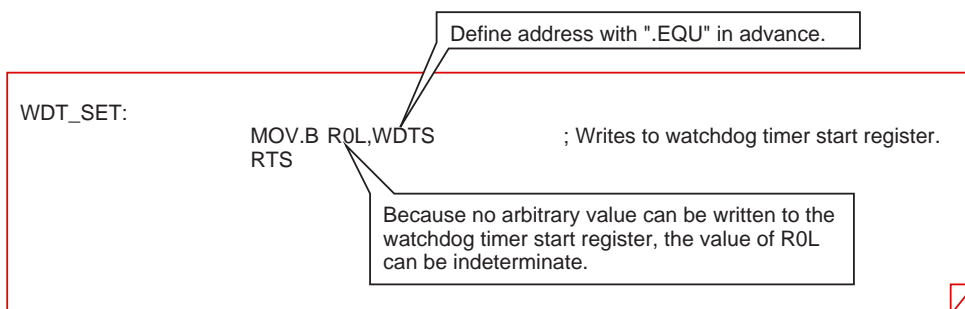 Define address with ".EQU" in advance.
WDT_SET:
MOV.B R0L,WDTS ; Writes to watchdog timer start register.
RTS
Because no arbitrary value can be written to the
watchdog timer start register, the value of R0L
can be indeterminate.